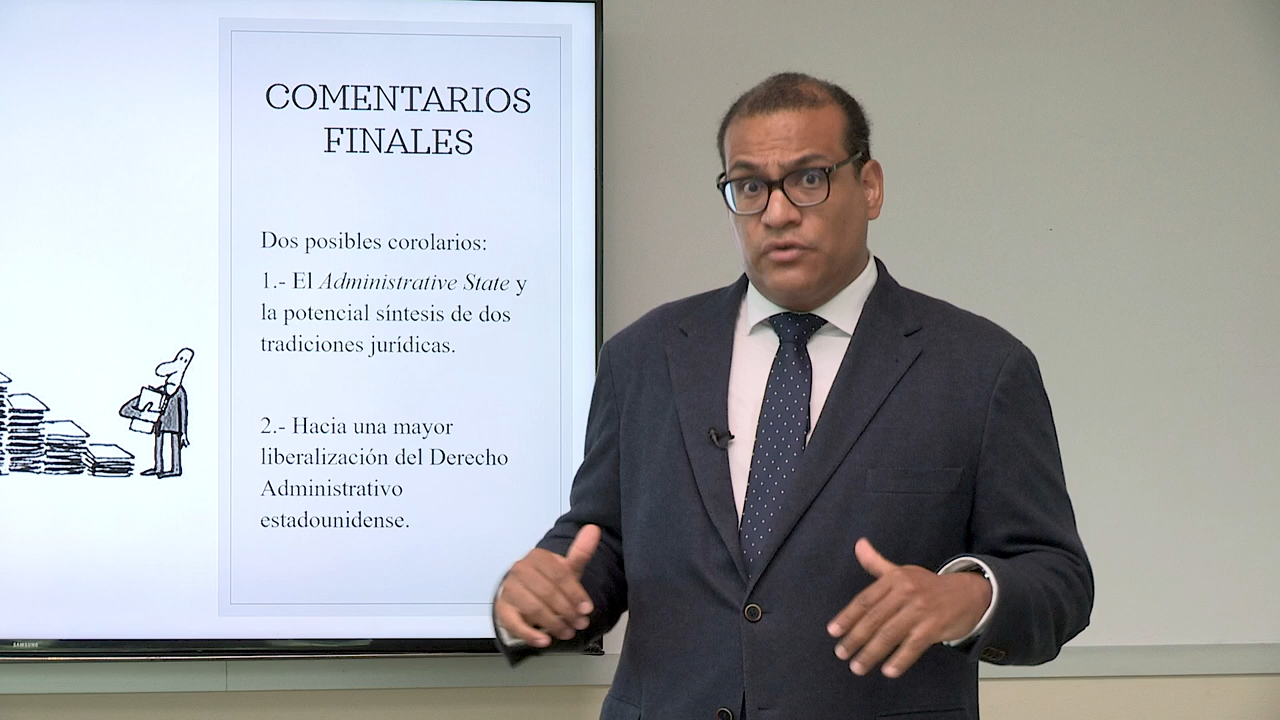 COMENTARIOS
FINALES
Dos posibles corolarios:
1.- El Administrative State y
la potencial síntesis de dos
tradiciones jurídicas.
2.- Hacia una mayor
liberalización del Derecho
Administrativo
estadounidense.
SAMSUNG